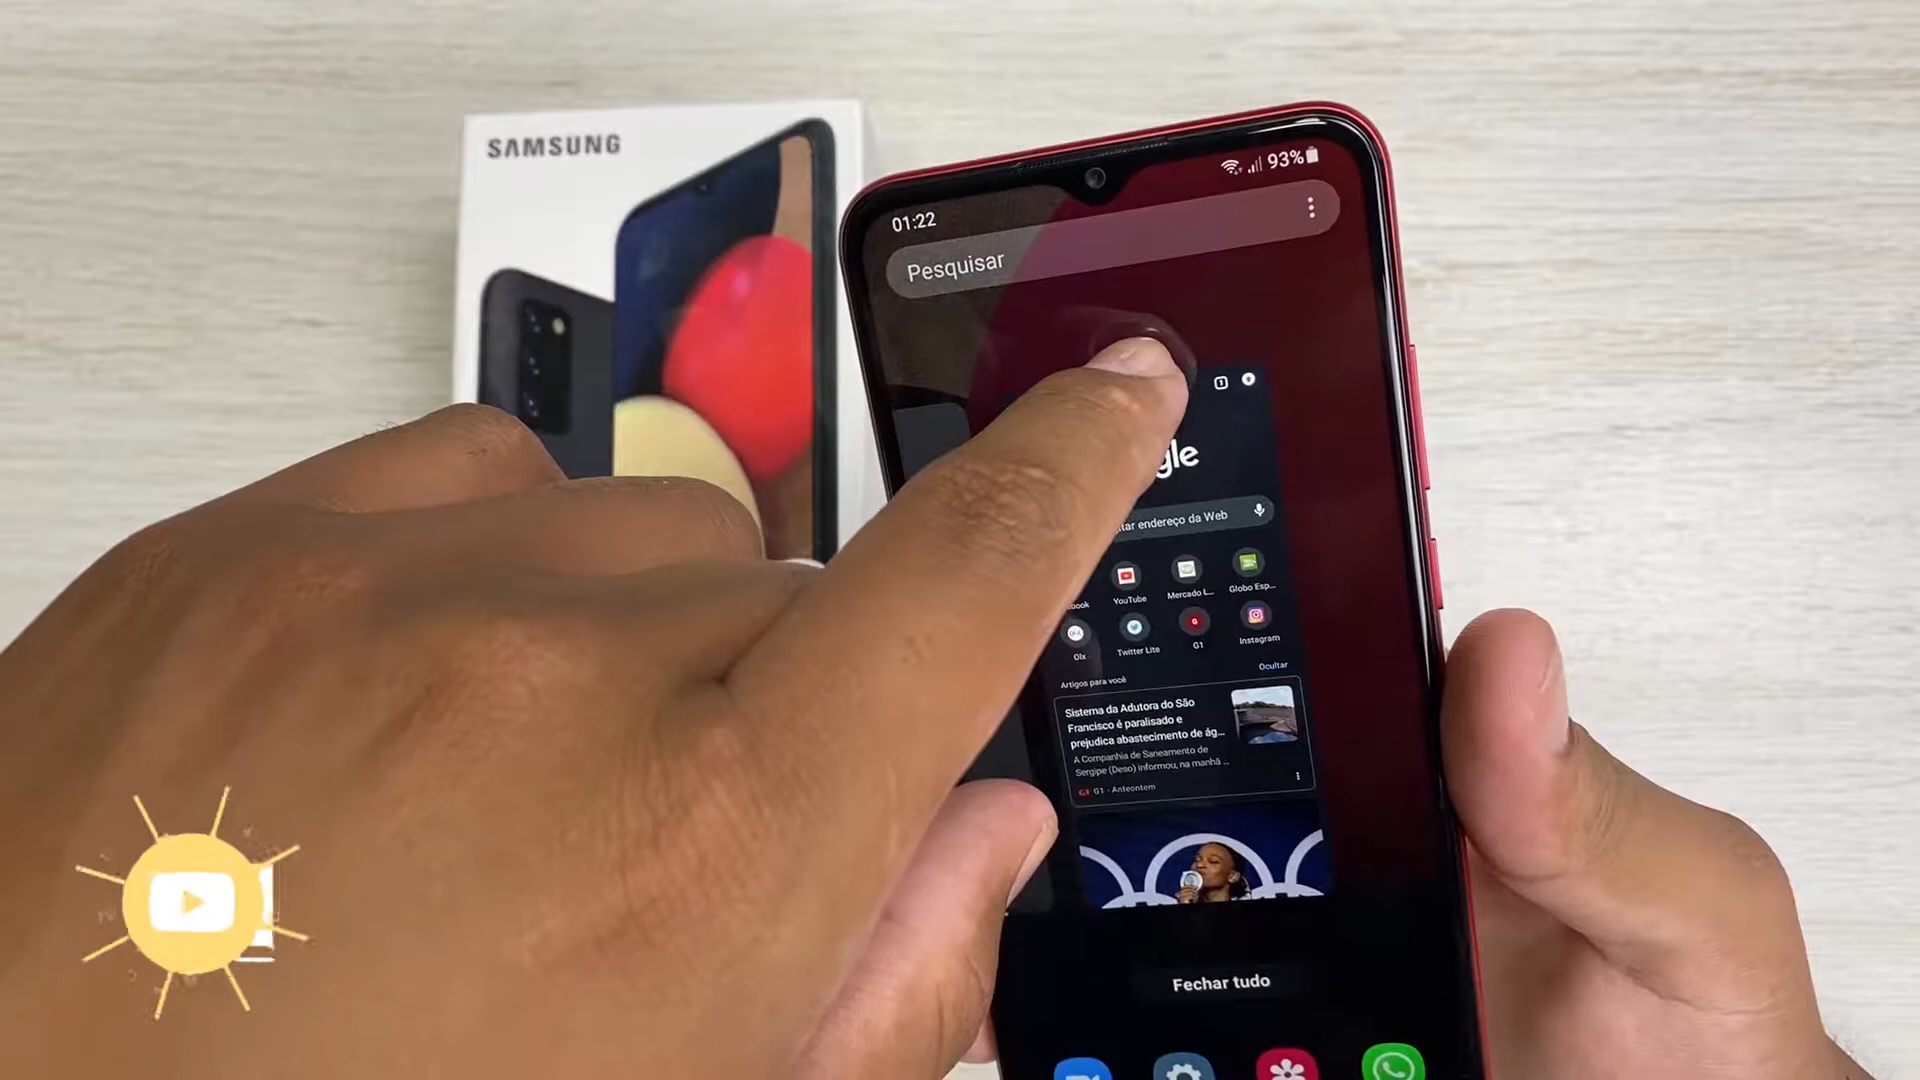 SAMSUNG
93%
01:22
Pesquisar
gle
endereço da Web
YouTube
Mercado L...
Globo Esp...
Olx
Twitter Lite
G1
Instagram
Ocultar
Artigos para você
Sistema da Adutora do São
Francisco é paralisado e
prejudica abastecimento de ág...
A Companhia de Saneamento de
Sergipe (Deso) informou, na manhã ...
G1 - Anteontem
Fechar tudo